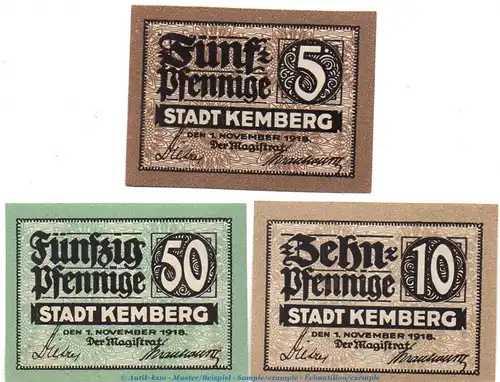 Fünf=
Pfennige
5
STADT KEMBERG
DEN 1. NOVEMBER 1918.
Der Magistrat.
Fünfzig
Pfennige
50
STADT KEMBERG
DEN 1. NOVEMBER 1918.
Der Magistrat.
Zehn=
Pfennige
10
STADT KEMBERG
DEN 1. NOVEMBER 1918.
Der Magistrat.
© Antik-ksm - Muster/Beispiel - Sample/exemple - Echantillon/exemple